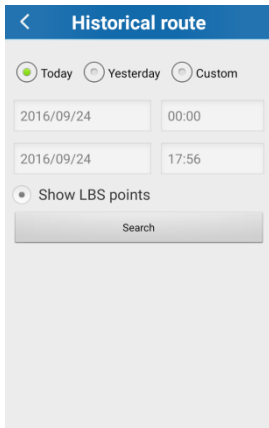 Historical route
Today Yesterday Custom
2016/09/24 00:00
2016/09/24 17:56
Show LBS points
Search